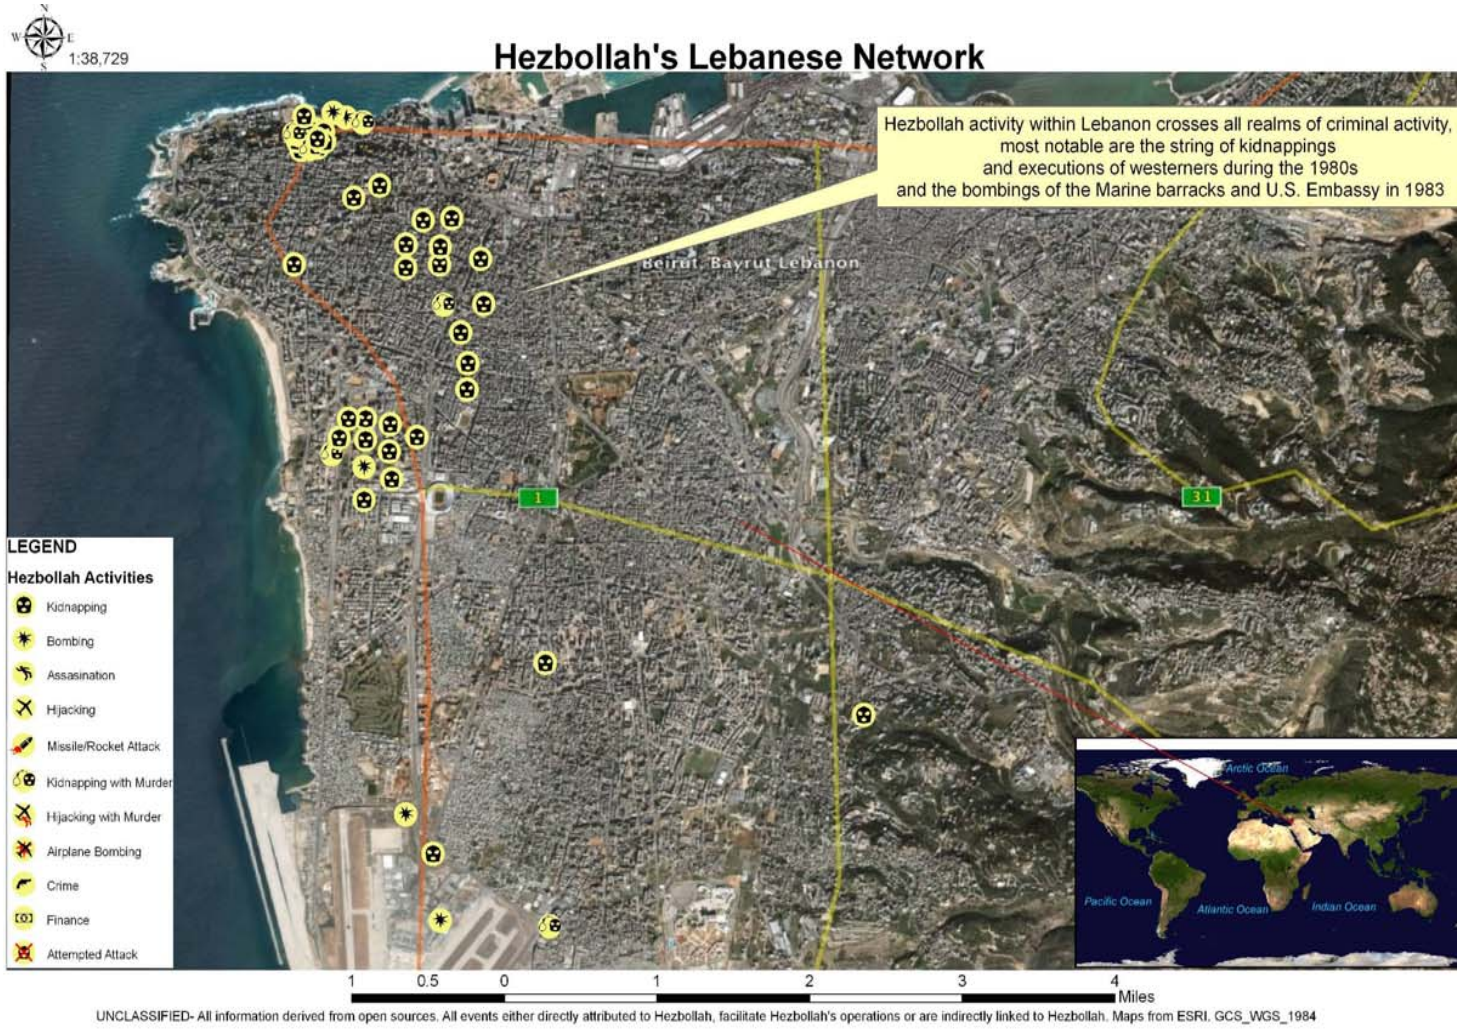 N
W E
S
1:38,729
Hezbollah's Lebanese Network
Hezbollah activity within Lebanon crosses all realms of criminal activity,
most notable are the string of kidnappings
and executions of westerners during the 1980s
and the bombings of the Marine barracks and U.S. Embassy in 1983
Beirut, Bayrut Lebanon
1
31
LEGEND
Hezbollah Activities
Kidnapping
Bombing
Assasination
Hijacking
Missile/Rocket Attack
Kidnapping with Murder
Hijacking with Murder
Airplane Bombing
Crime
Finance
Attempted Attack
Arctic Ocean
Pacific Ocean
Atlantic Ocean
Indian Ocean
1 0.5 0 1 2 3 4
Miles
UNCLASSIFIED- All information derived from open sources. All events either directly attributed to Hezbollah, facilitate Hezbollah's operations or are indirectly linked to Hezbollah. Maps from ESRI. GCS_WGS_1984